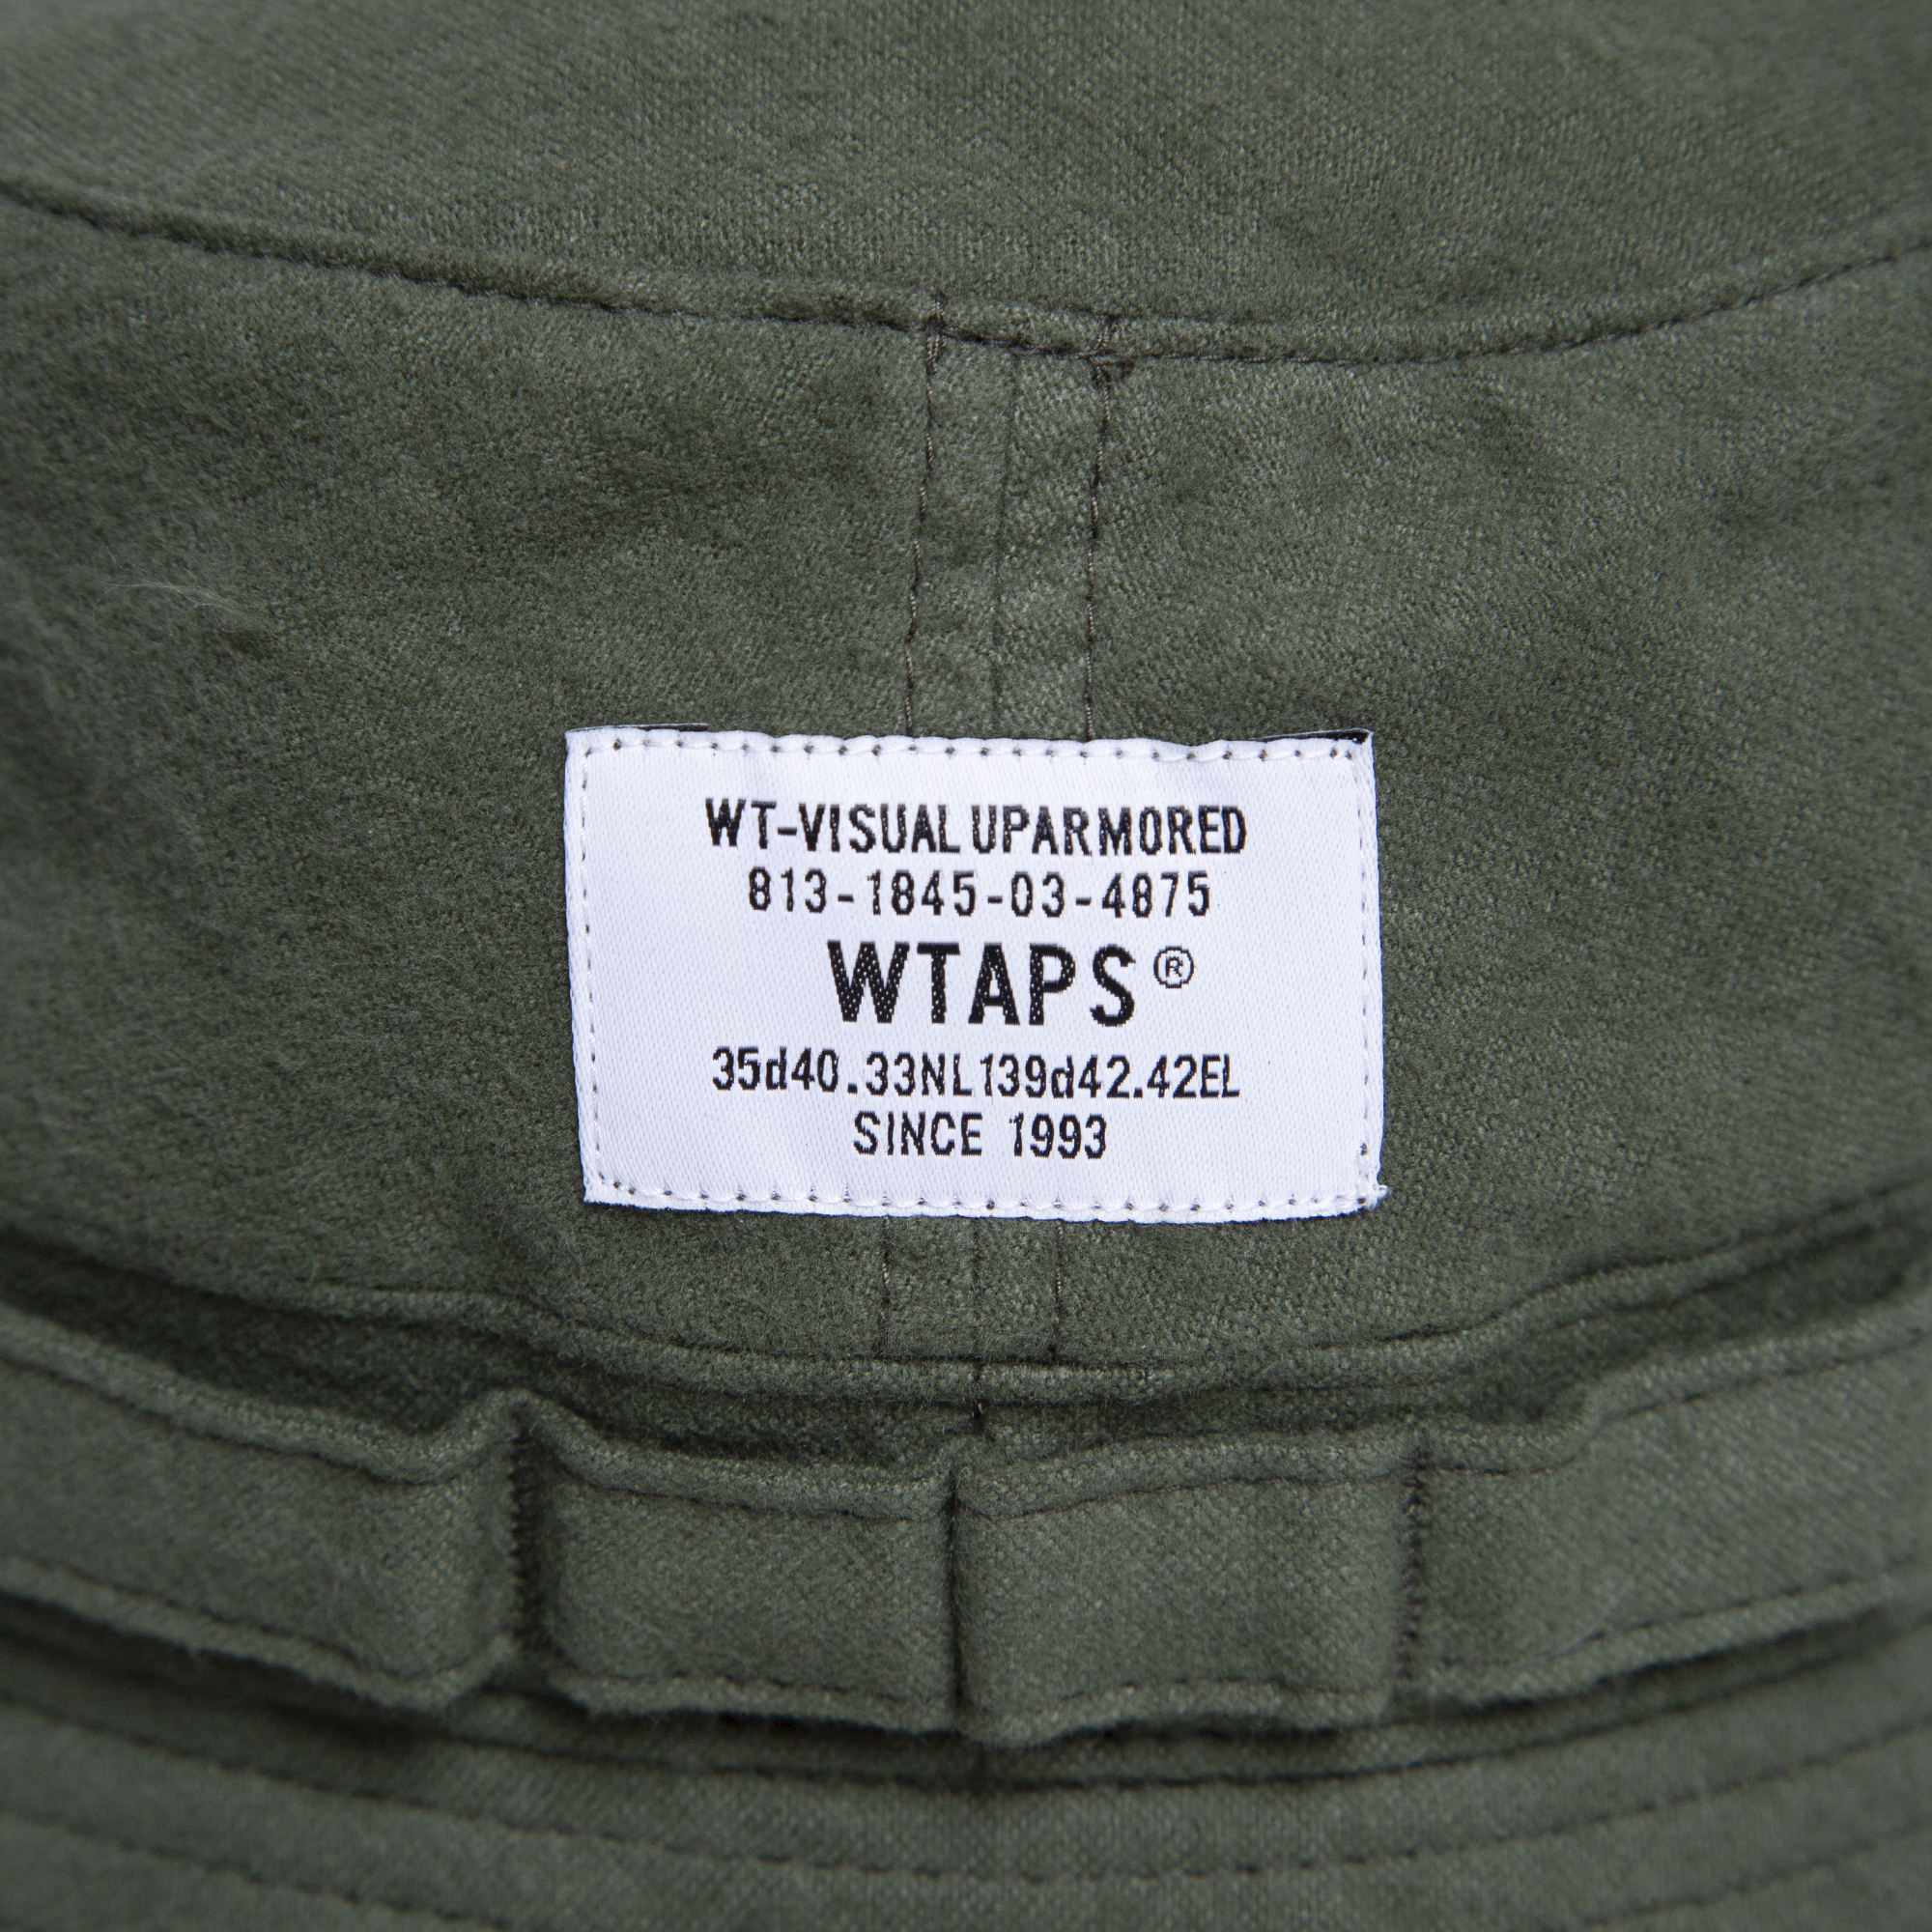 WT-VISUAL UPARMORED
813-1845-03-4875
WTAPS®
35d40.33NL139d42.42EL
SINCE 1993